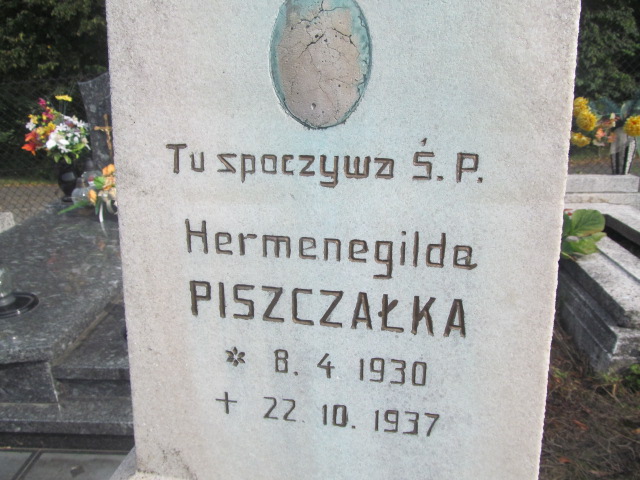 Tu spoczywa Ś. P.
Hermenegilda
PISZCZAŁKA
* 8. 4 1930
+ 22. 10. 1937